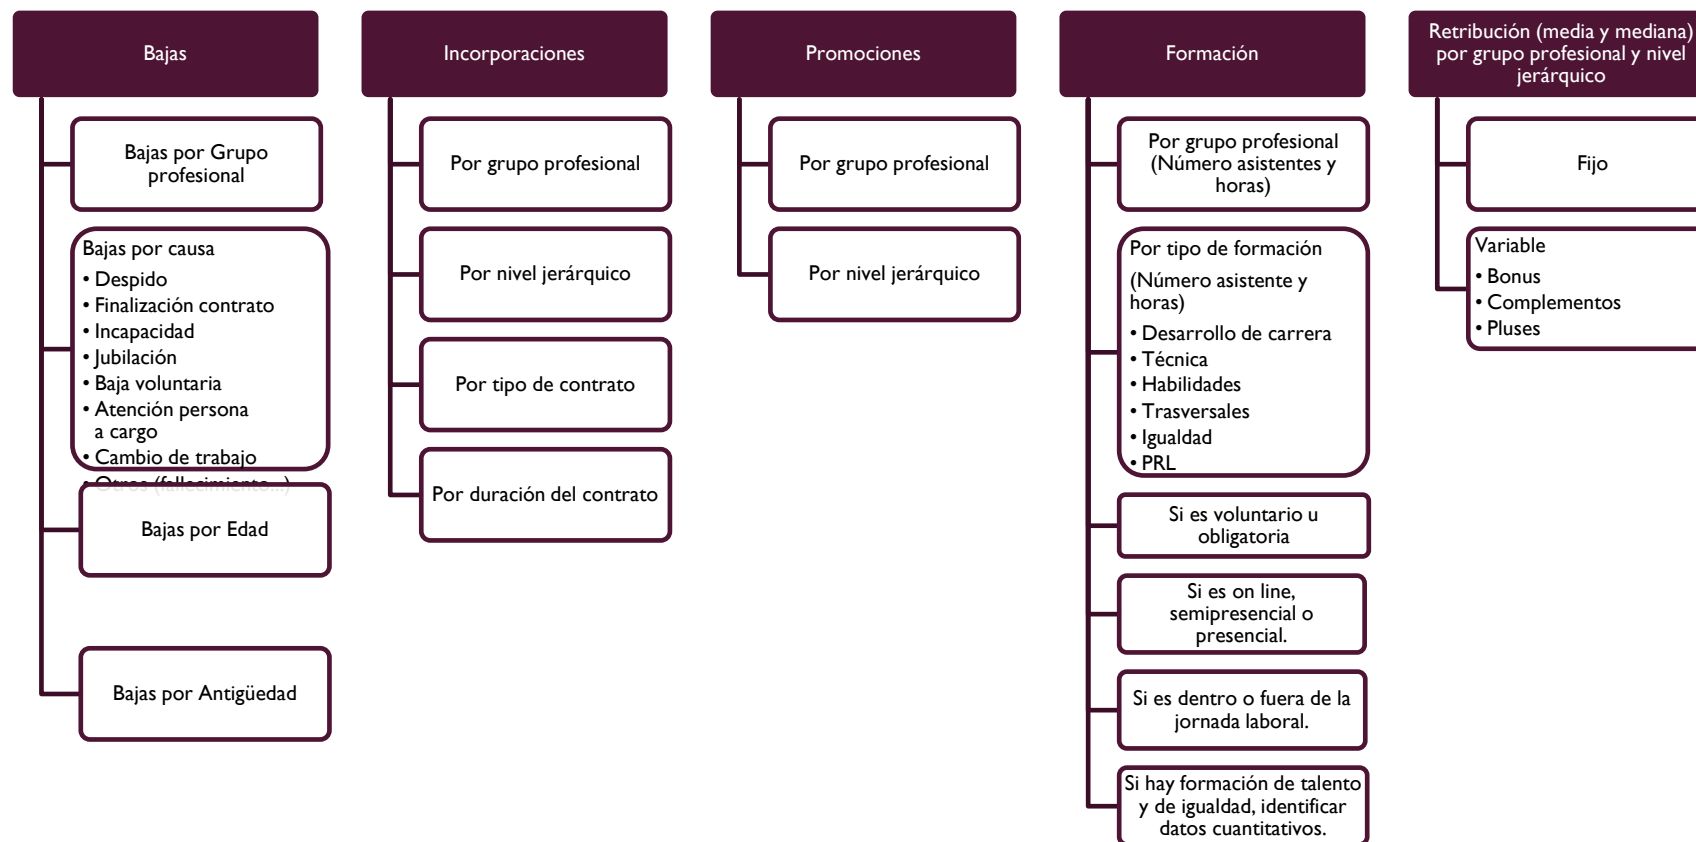 Bajas
Bajas por Grupo
profesional
Bajas por causa
• Despido
• Finalización contrato
• Incapacidad
• Jubilación
• Baja voluntaria
• Atención persona
a cargo
• Cambio de trabajo
• Otros (fallecimiento...)
Bajas por Edad
Bajas por Antigüedad
Incorporaciones
Por grupo profesional
Por nivel jerárquico
Por tipo de contrato
Por duración del contrato
Promociones
Por grupo profesional
Por nivel jerárquico
Formación
Por grupo profesional
(Número asistentes y
horas)
Por tipo de formación
(Número asistente y
horas)
• Desarrollo de carrera
• Técnica
• Habilidades
• Trasversales
• Igualdad
• PRL
Si es voluntario u
obligatoria
Si es on line,
semipresencial o
presencial.
Si es dentro o fuera de la
jornada laboral.
Si hay formación de talento
y de igualdad, identificar
datos cuantitativos.
Retribución (media y mediana)
por grupo profesional y nivel
jerárquico
Fijo
Variable
• Bonus
• Complementos
• Pluses